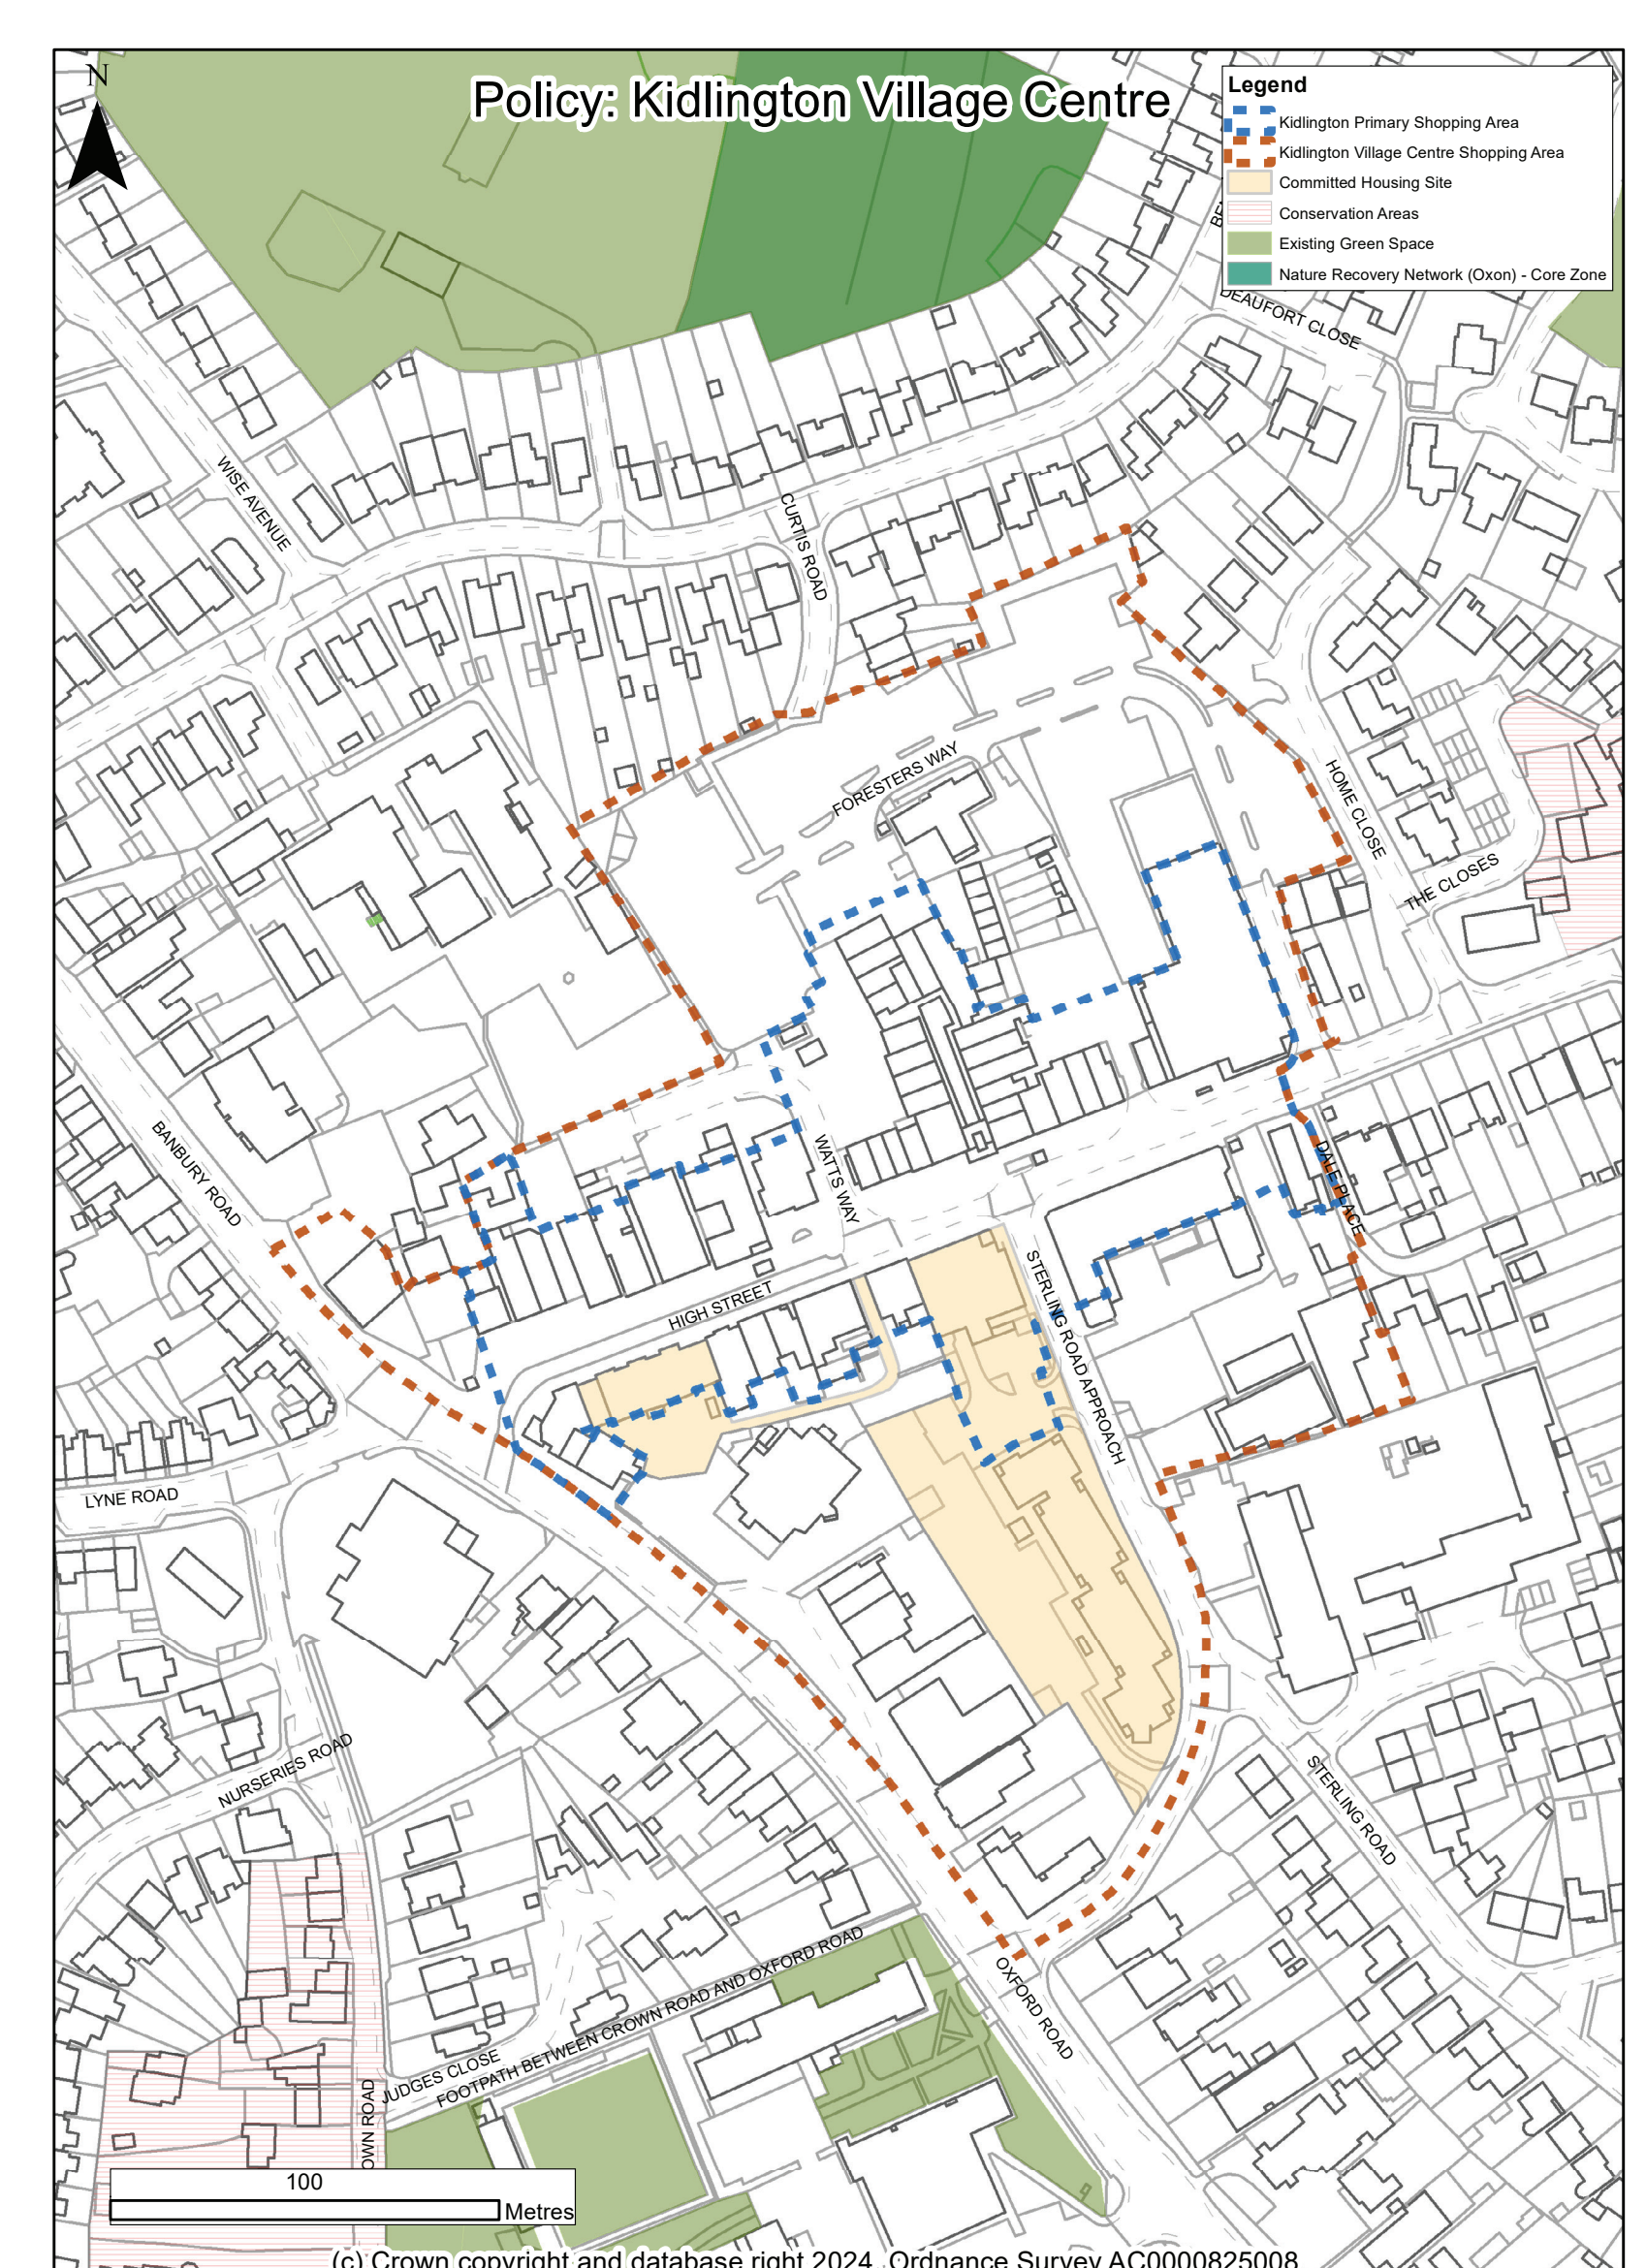 N
Policy: Kidlington Village Centre
Legend
Kidlington Primary Shopping Area
Kidlington Village Centre Shopping Area
Committed Housing Site
Conservation Areas
Existing Green Space
Nature Recovery Network (Oxon) - Core Zone
BEAUFORT CLOSE
WISE AVENUE
CURTIS ROAD
FORESTERS WAY
HOME CLOSE
THE CLOSES
BANBURY ROAD
WATTS WAY
DALE PLACE
HIGH STREET
STERLING ROAD APPROACH
LYNE ROAD
NURSERIES ROAD
STERLING ROAD
FOOTPATH BETWEEN CROWN ROAD AND OXFORD ROAD
OXFORD ROAD
JUDGES CLOSE
OWN ROAD
100
Metres
(c) Crown copyright and database right 2024. Ordnance Survey AC0000825008